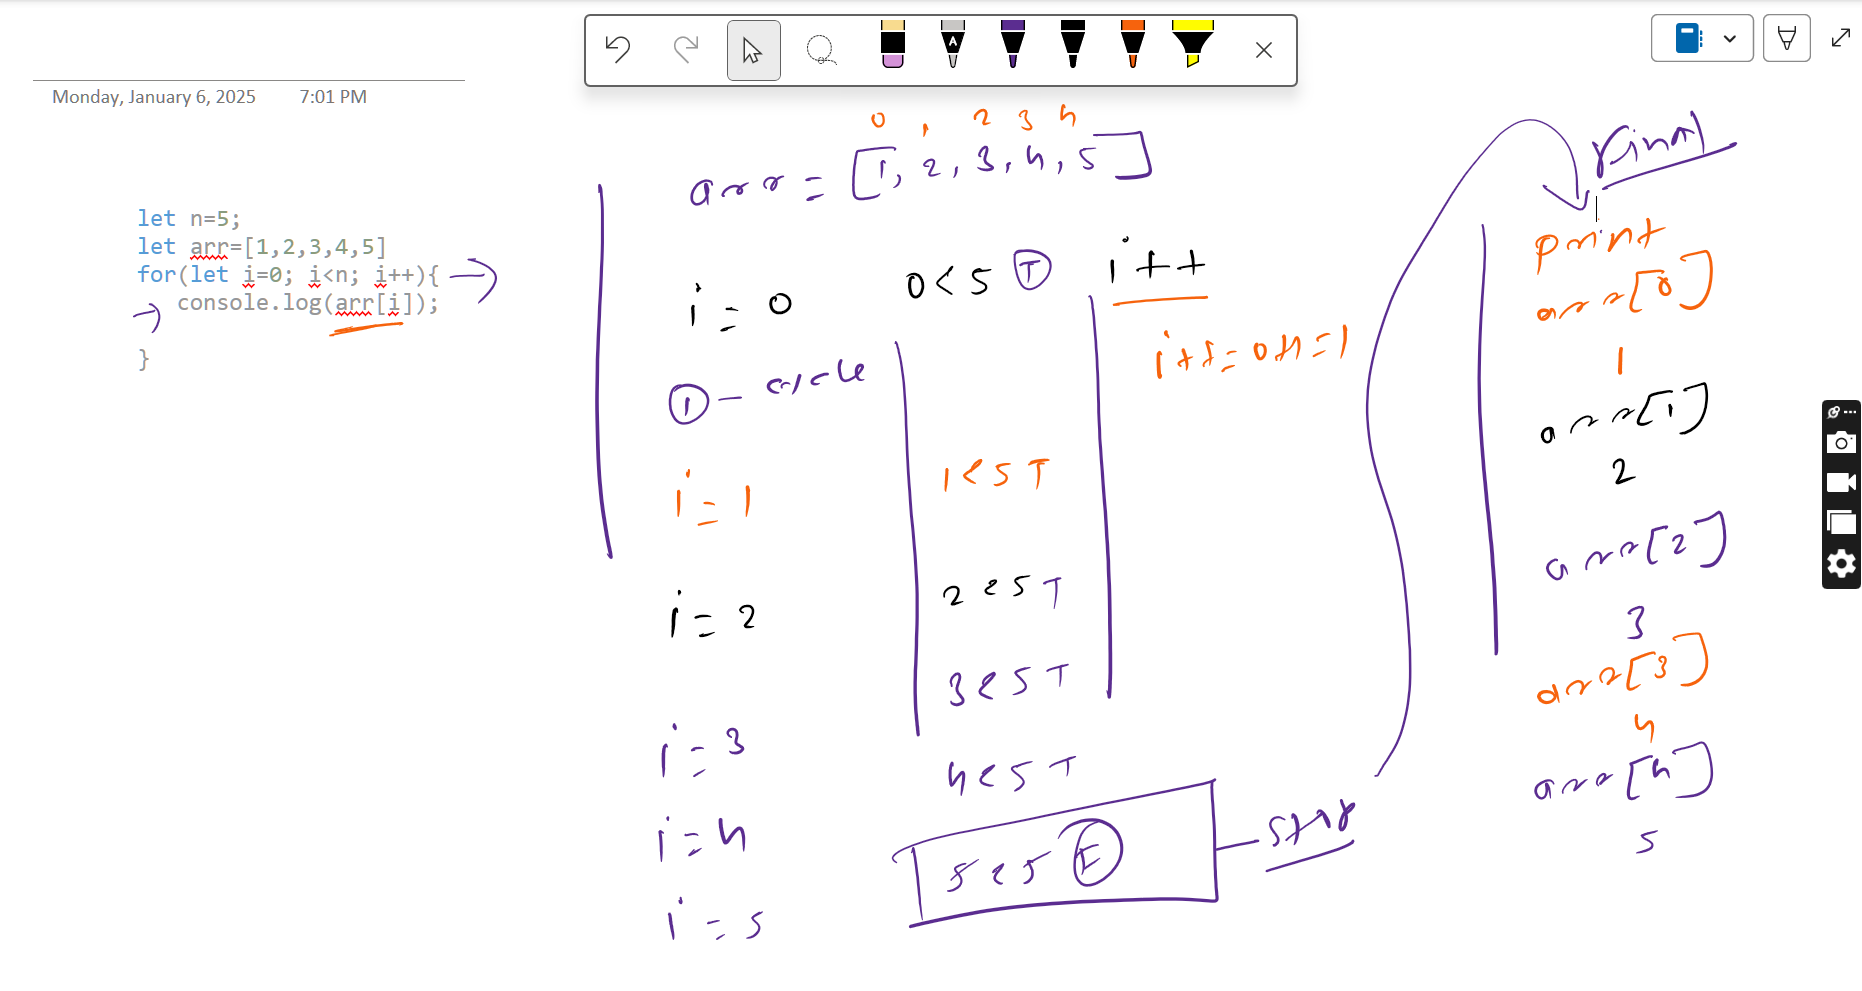 Monday, January 6, 2025 7:01 PM
let n=5;
let arr=[1,2,3,4,5]
for(let i=0; i<n; i++){
console.log(arr[i]);
}
0 1 2 3 4
arr = [1, 2, 3, 4, 5]
i = 0
0 < 5 T
i++
i++ = 0+1 = 1
1 - cycle
i = 1
1 < 5 T
i = 2
2 < 5 T
3 < 5 T
i = 3
4 < 5 T
i = 4
5 < 5 F
stop
i = 5
Final
print
arr[0]
1
arr[1]
2
arr[2]
3
arr[3]
4
arr[4]
5